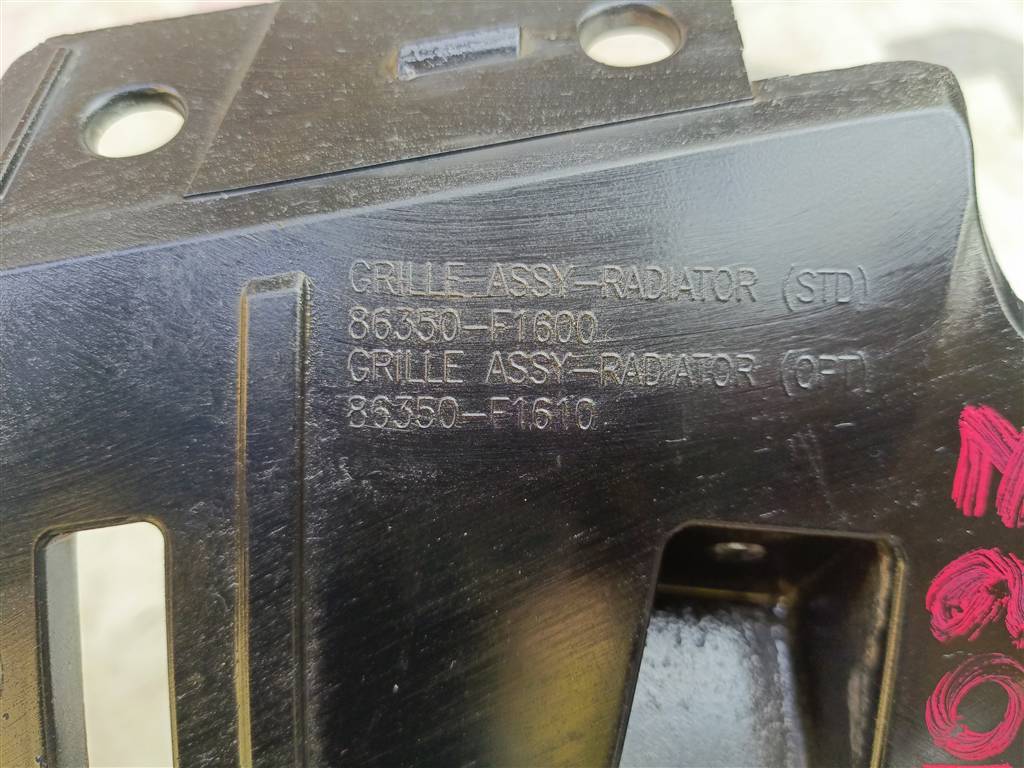 GRILLE ASSY-RADIATOR (STD)
86350-F1600
GRILLE ASSY-RADIATOR (OPT)
86350-F1610